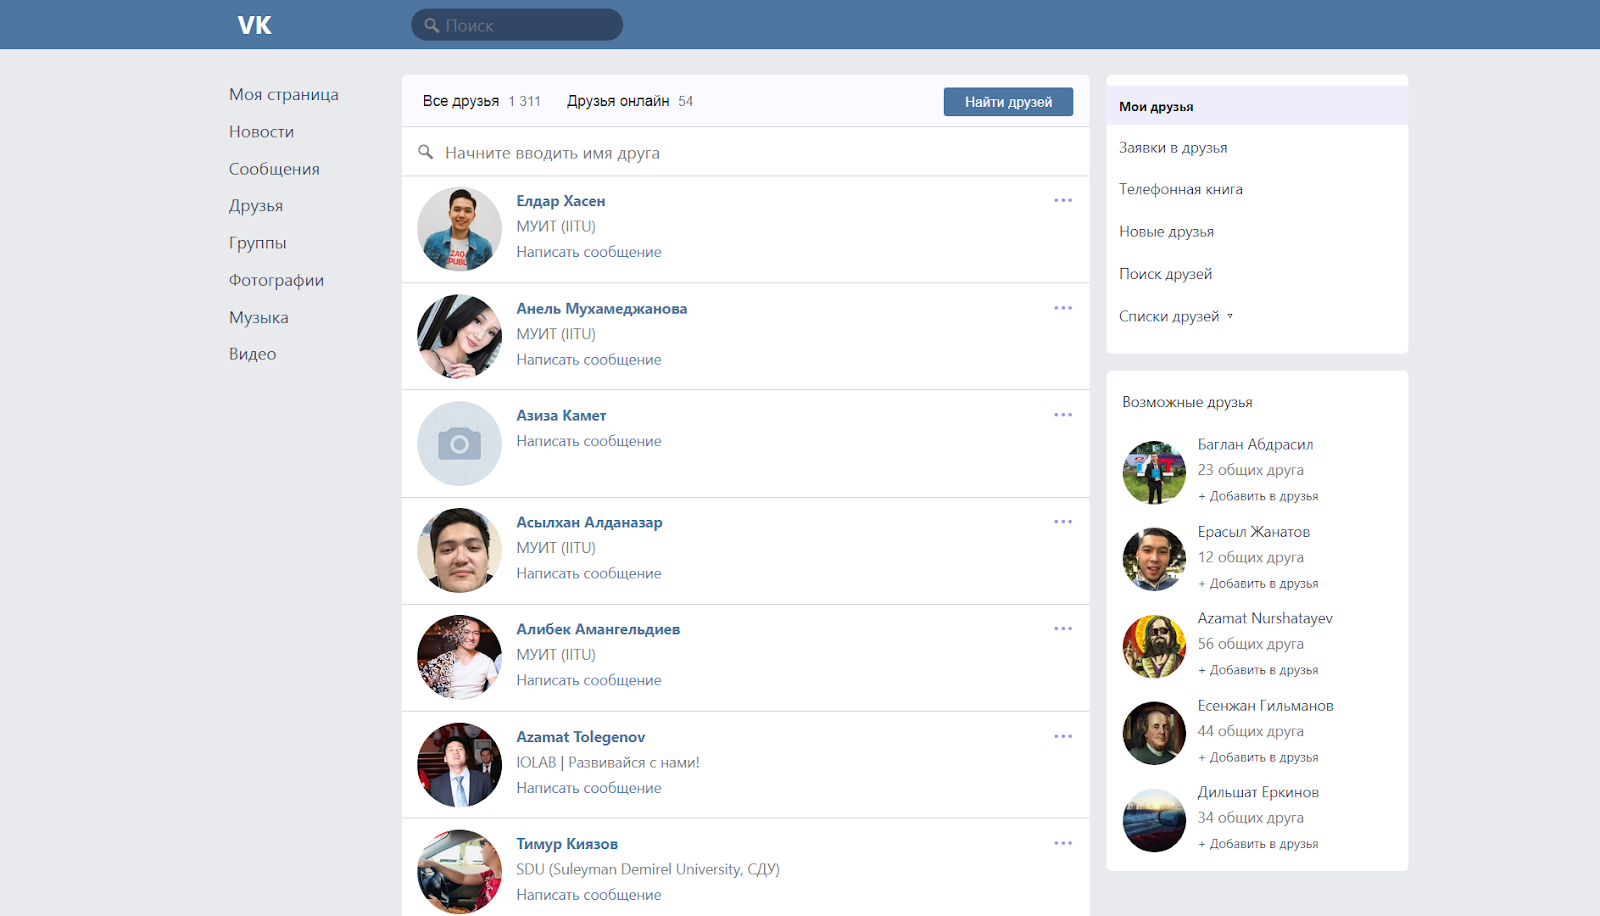 VK
Поиск
Моя страница
Новости
Сообщения
Друзья
Группы
Фотографии
Музыка
Видео
Все друзья 1 311 Друзья онлайн 54 Найти друзей
Начните вводить имя друга
Елдар Хасен
МУИТ (IITU)
Написать сообщение
Анель Мухамеджанова
МУИТ (IITU)
Написать сообщение
Азиза Камет
Написать сообщение
Асылхан Алданазар
МУИТ (IITU)
Написать сообщение
Алибек Амангельдиев
МУИТ (IITU)
Написать сообщение
Azamat Tolegenov
IOLAB | Развивайся с нами!
Написать сообщение
Тимур Киязов
SDU (Suleyman Demirel University, СДУ)
Написать сообщение
Мои друзья
Заявки в друзья
Телефонная книга
Новые друзья
Поиск друзей
Списки друзей
Возможные друзья
Баглан Абдрасил
23 общих друга
+ Добавить в друзья
Ерасыл Жанатов
12 общих друга
+ Добавить в друзья
Azamat Nurshatayev
56 общих друга
+ Добавить в друзья
Есенжан Гильманов
44 общих друга
+ Добавить в друзья
Дильшат Еркинов
34 общих друга
+ Добавить в друзья